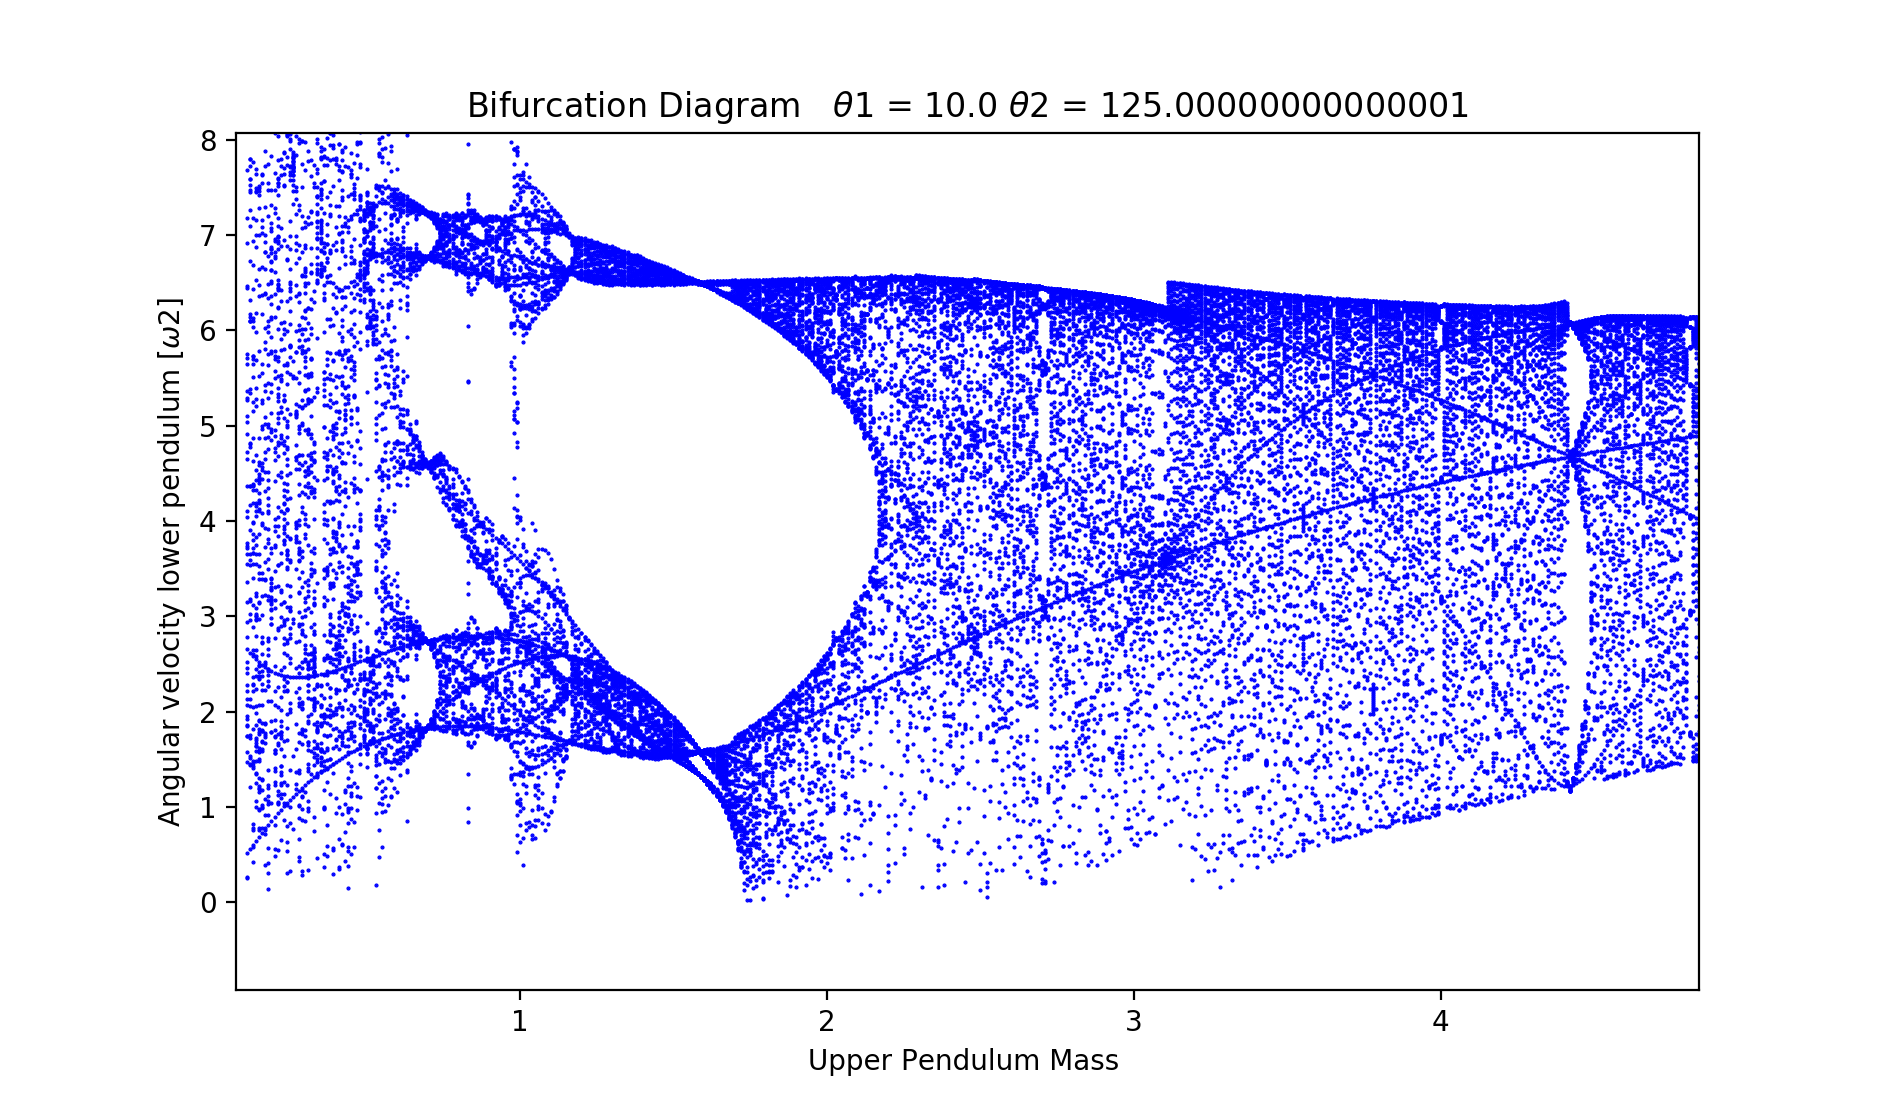 Bifurcation Diagram θ1 = 10.0 θ2 = 125.00000000000001
8
7
6
5
4
3
2
1
0
Angular velocity lower pendulum [ω2]
1 2 3 4
Upper Pendulum Mass